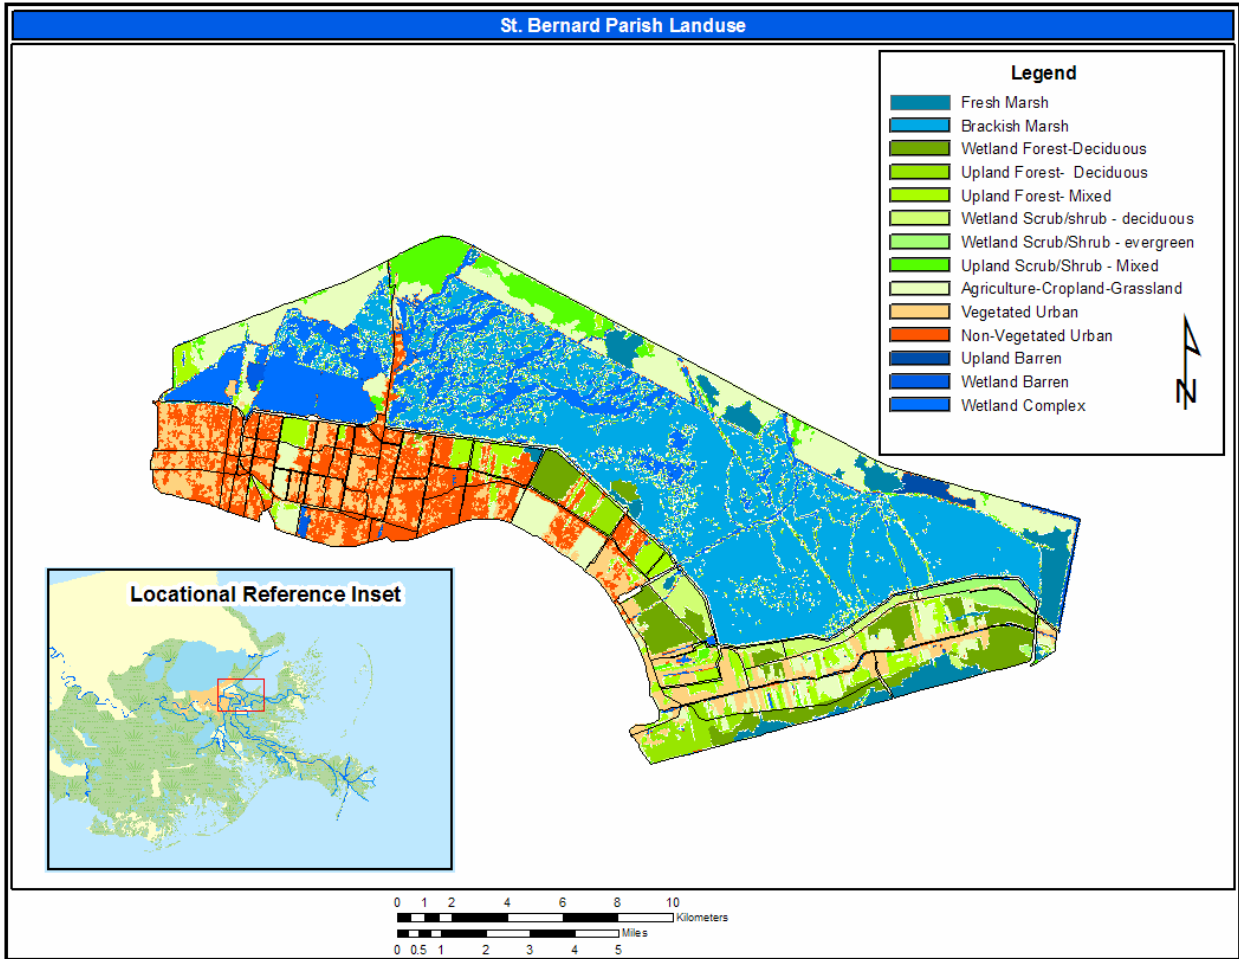 St. Bernard Parish Landuse
Legend
Fresh Marsh
Brackish Marsh
Wetland Forest-Deciduous
Upland Forest-  Deciduous
Upland Forest- Mixed
Wetland Scrub/shrub - deciduous
Wetland Scrub/Shrub - evergreen
Upland Scrub/Shrub - Mixed
Agriculture-Cropland-Grassland
Vegetated Urban
Non-Vegetated Urban
Upland Barren
Wetland Barren
Wetland Complex
N
Locational Reference Inset
0 1 2 4 6 8 10
Kilometers
Miles
0 0.5 1 2 3 4 5